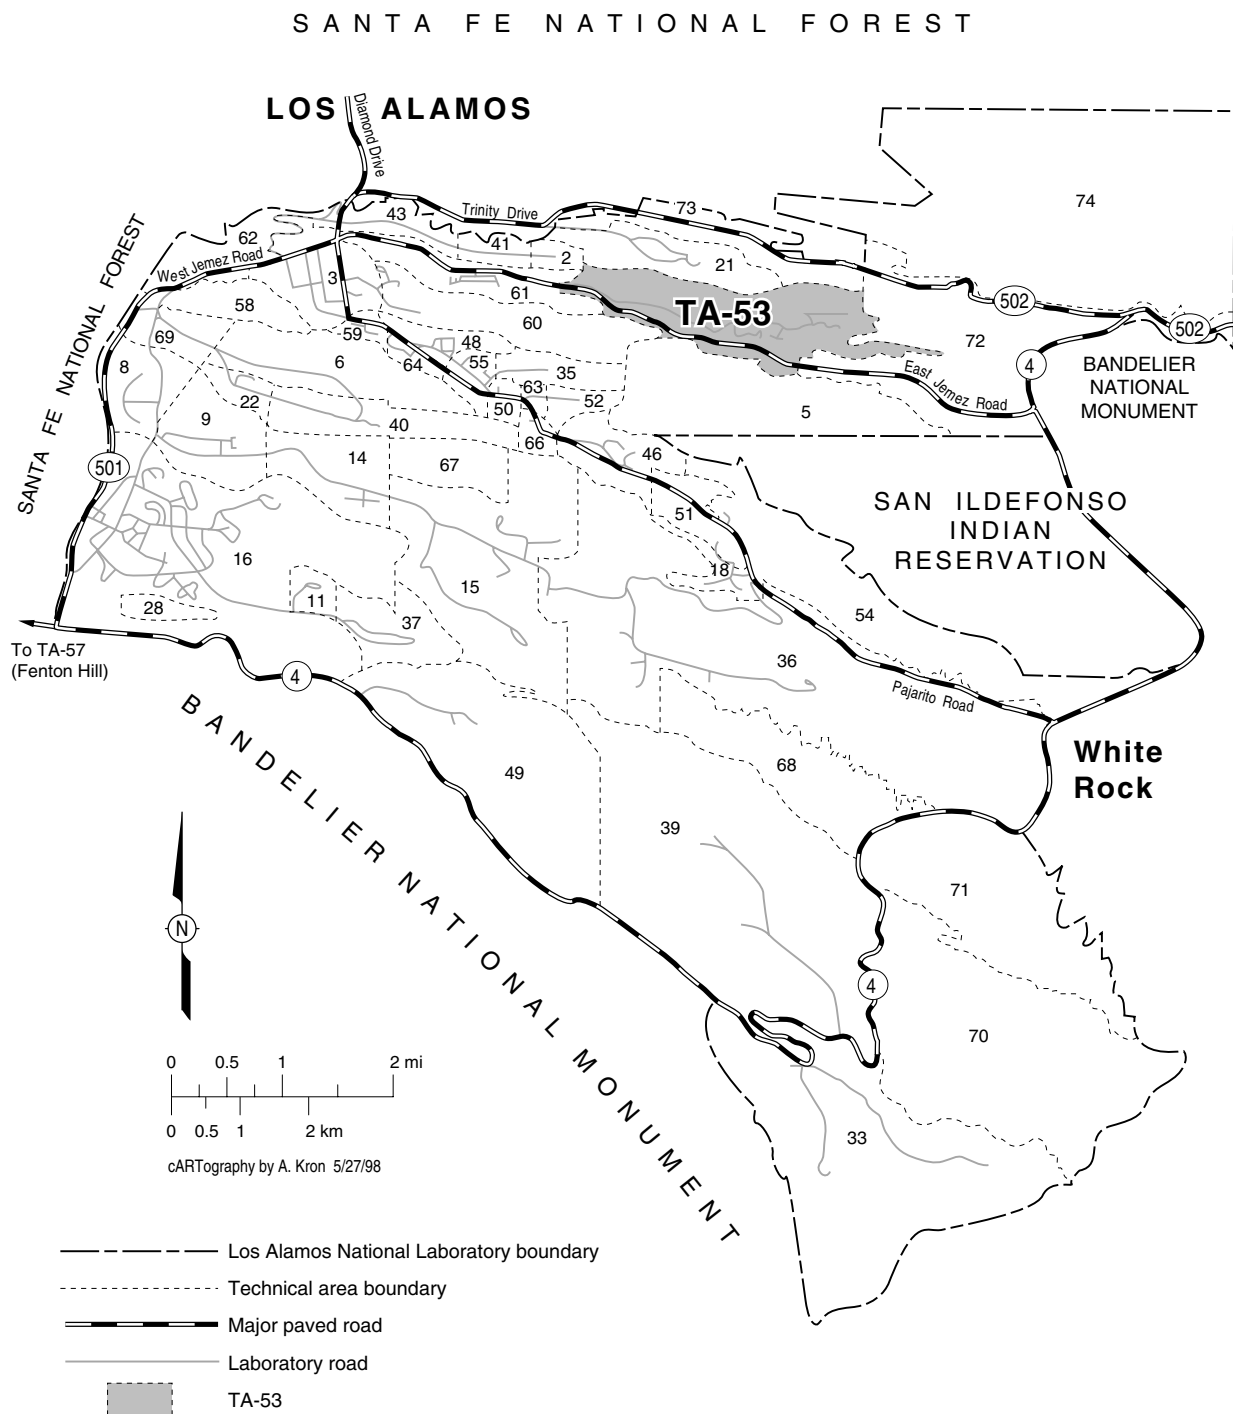 SANTA FE NATIONAL FOREST
LOS ALAMOS
Diamond Drive
Trinity Drive
43
73
74
62
West Jemez Road
41
2
21
3
61
TA-53
58
60
502
502
72
69
59
48
6
64
55
35
4
BANDELIER
NATIONAL
MONUMENT
8
East Jemez Road
63
52
22
50
5
9
40
66
14
67
46
501
SANTA FE NATIONAL FOREST
51
SAN ILDEFONSO
INDIAN
RESERVATION
16
18
15
28
11
37
54
To TA-57
(Fenton Hill)
36
4
Pajarito Road
White
Rock
68
49
39
BANDELIER NATIONAL MONUMENT
71
N
4
70
0 0.5 1 2 mi
0 0.5 1 2 km
33
cARTography by A. Kron 5/27/98
Los Alamos National Laboratory boundary
Technical area boundary
Major paved road
Laboratory road
TA-53